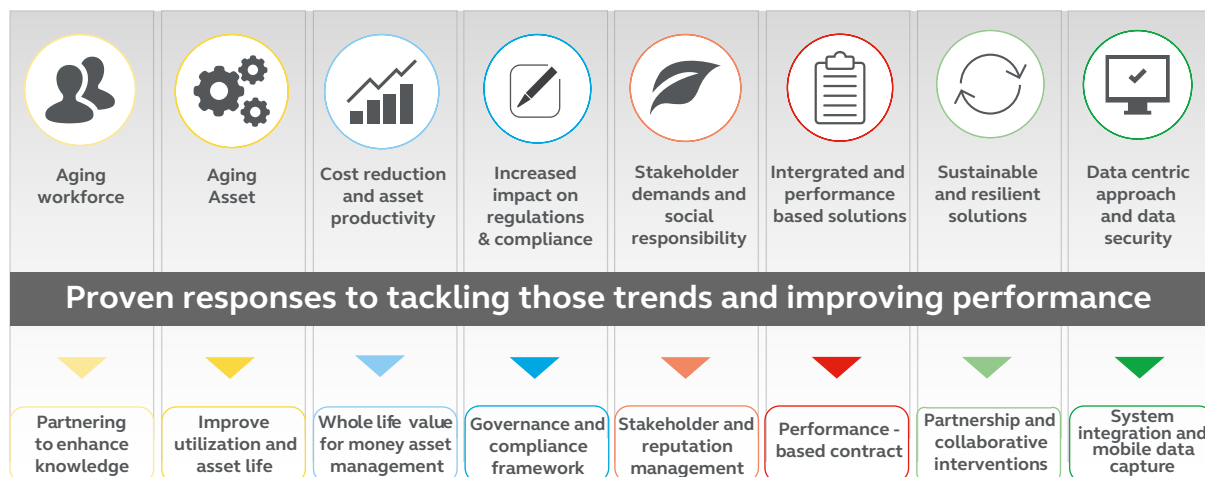 Aging
workforce
Aging
Asset
Cost reduction
and asset
productivity
Increased
impact on
regulations
& compliance
Stakeholder
demands and
social
responsibility
Intergrated and
performance
based solutions
Sustainable
and resilient
solutions
Data centric
approach
and data
security
Proven responses to tackling those trends and improving performance
Partnering
to enhance
knowledge
Improve
utilization and
asset life
Whole life value
for money asset
management
Governance and
compliance
framework
Stakeholder and
reputation
management
Performance -
based contract
Partnership and
collaborative
interventions
System
integration and
mobile data
capture